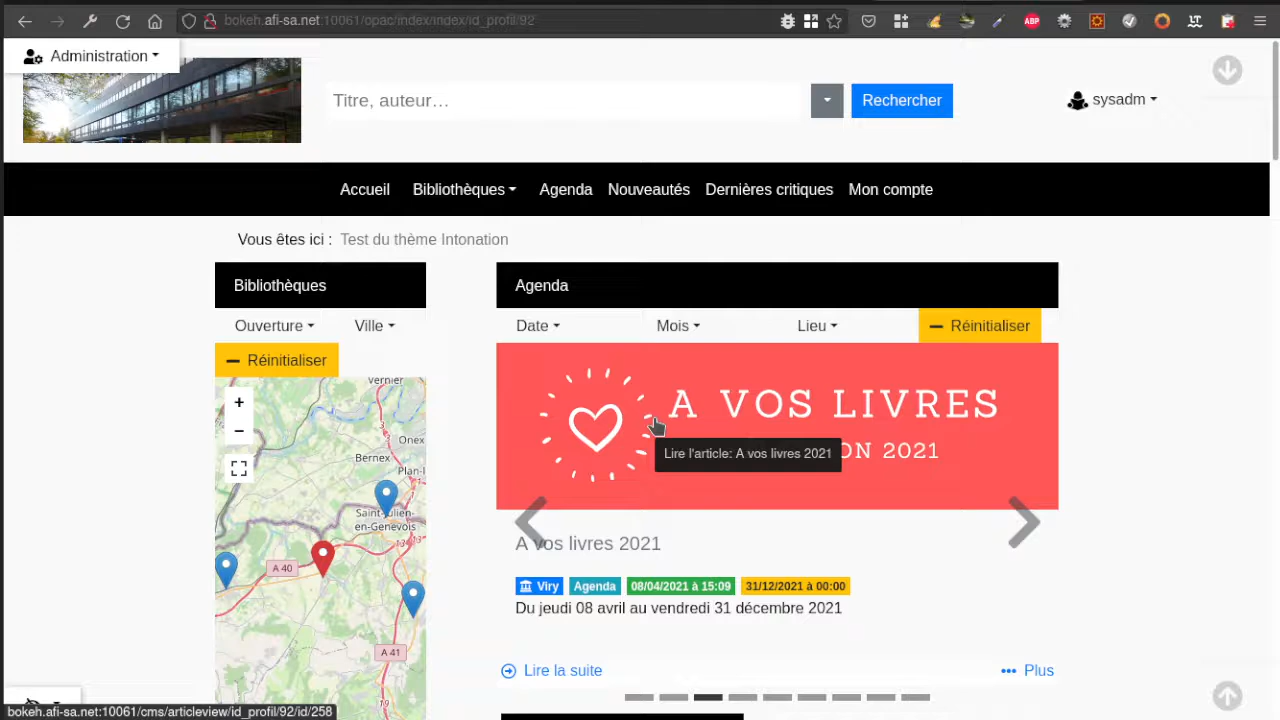 bokeh.afi-sa.net:10061/opac/index/index/id_profil/92
ABP
Administration
Titre, auteur…
Rechercher
sysadm
Accueil Bibliothèques Agenda Nouveautés Dernières critiques Mon compte
Vous êtes ici : Test du thème Intonation
Bibliothèques
Ouverture Ville
Réinitialiser
Vernier
Onex
Bernex
Plan-l
Saint-Julien-
en-Genevois
A 40
A 41
+
−
Agenda
Date Mois Lieu Réinitialiser
A VOS LIVRES
ON 2021
Lire l'article: A vos livres 2021
A vos livres 2021
Viry Agenda 08/04/2021 à 15:09 31/12/2021 à 00:00
Du jeudi 08 avril au vendredi 31 décembre 2021
Lire la suite
Plus
bokeh.afi-sa.net:10061/cms/articleview/id_profil/92/id/258